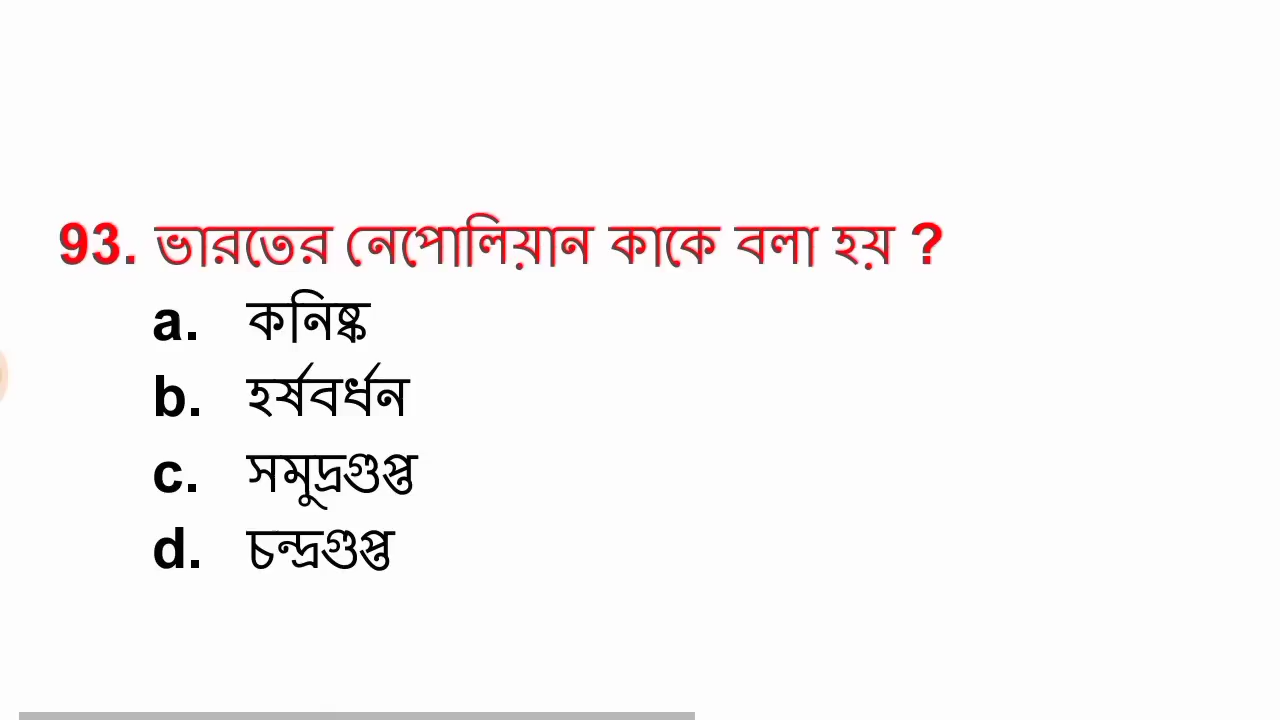 93. ভারতের নেপোলিয়ান কাকে বলা হয় ?
a. কনিষ্ক
b. হর্ষবর্ধন
c. সমুদ্রগুপ্ত
d. চন্দ্রগুপ্ত